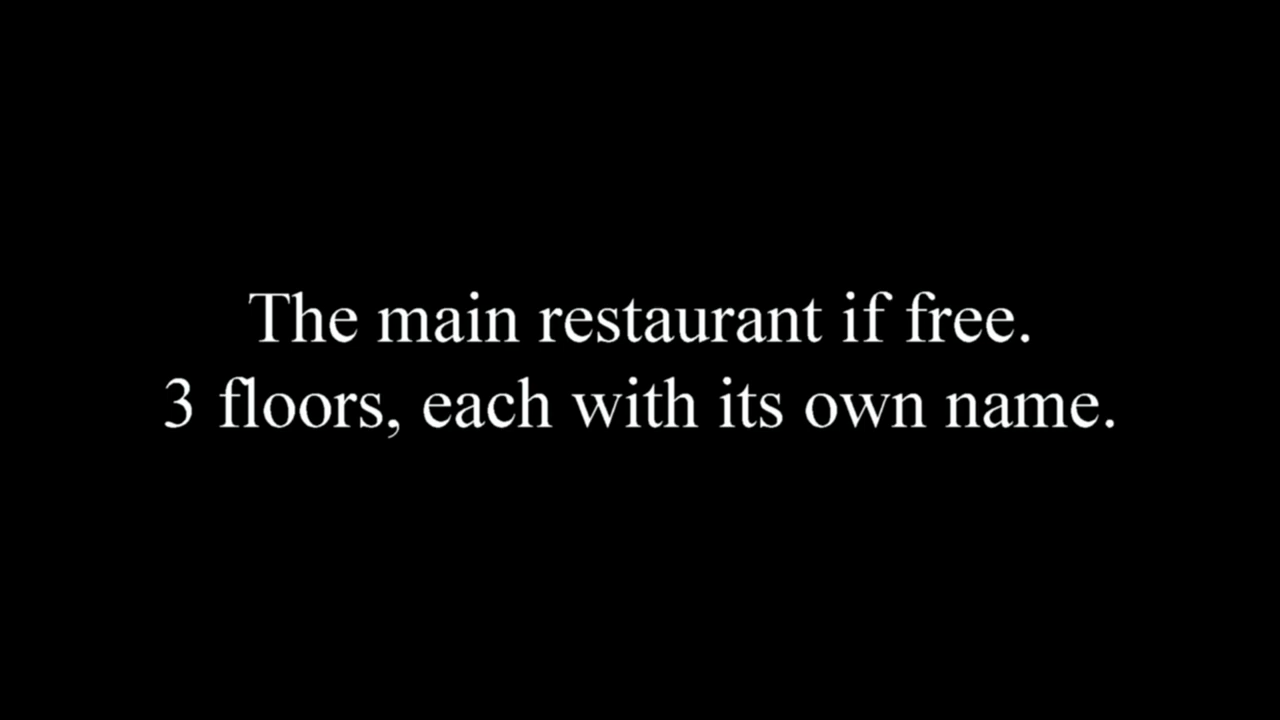 The main restaurant if free.
3 floors, each with its own name.